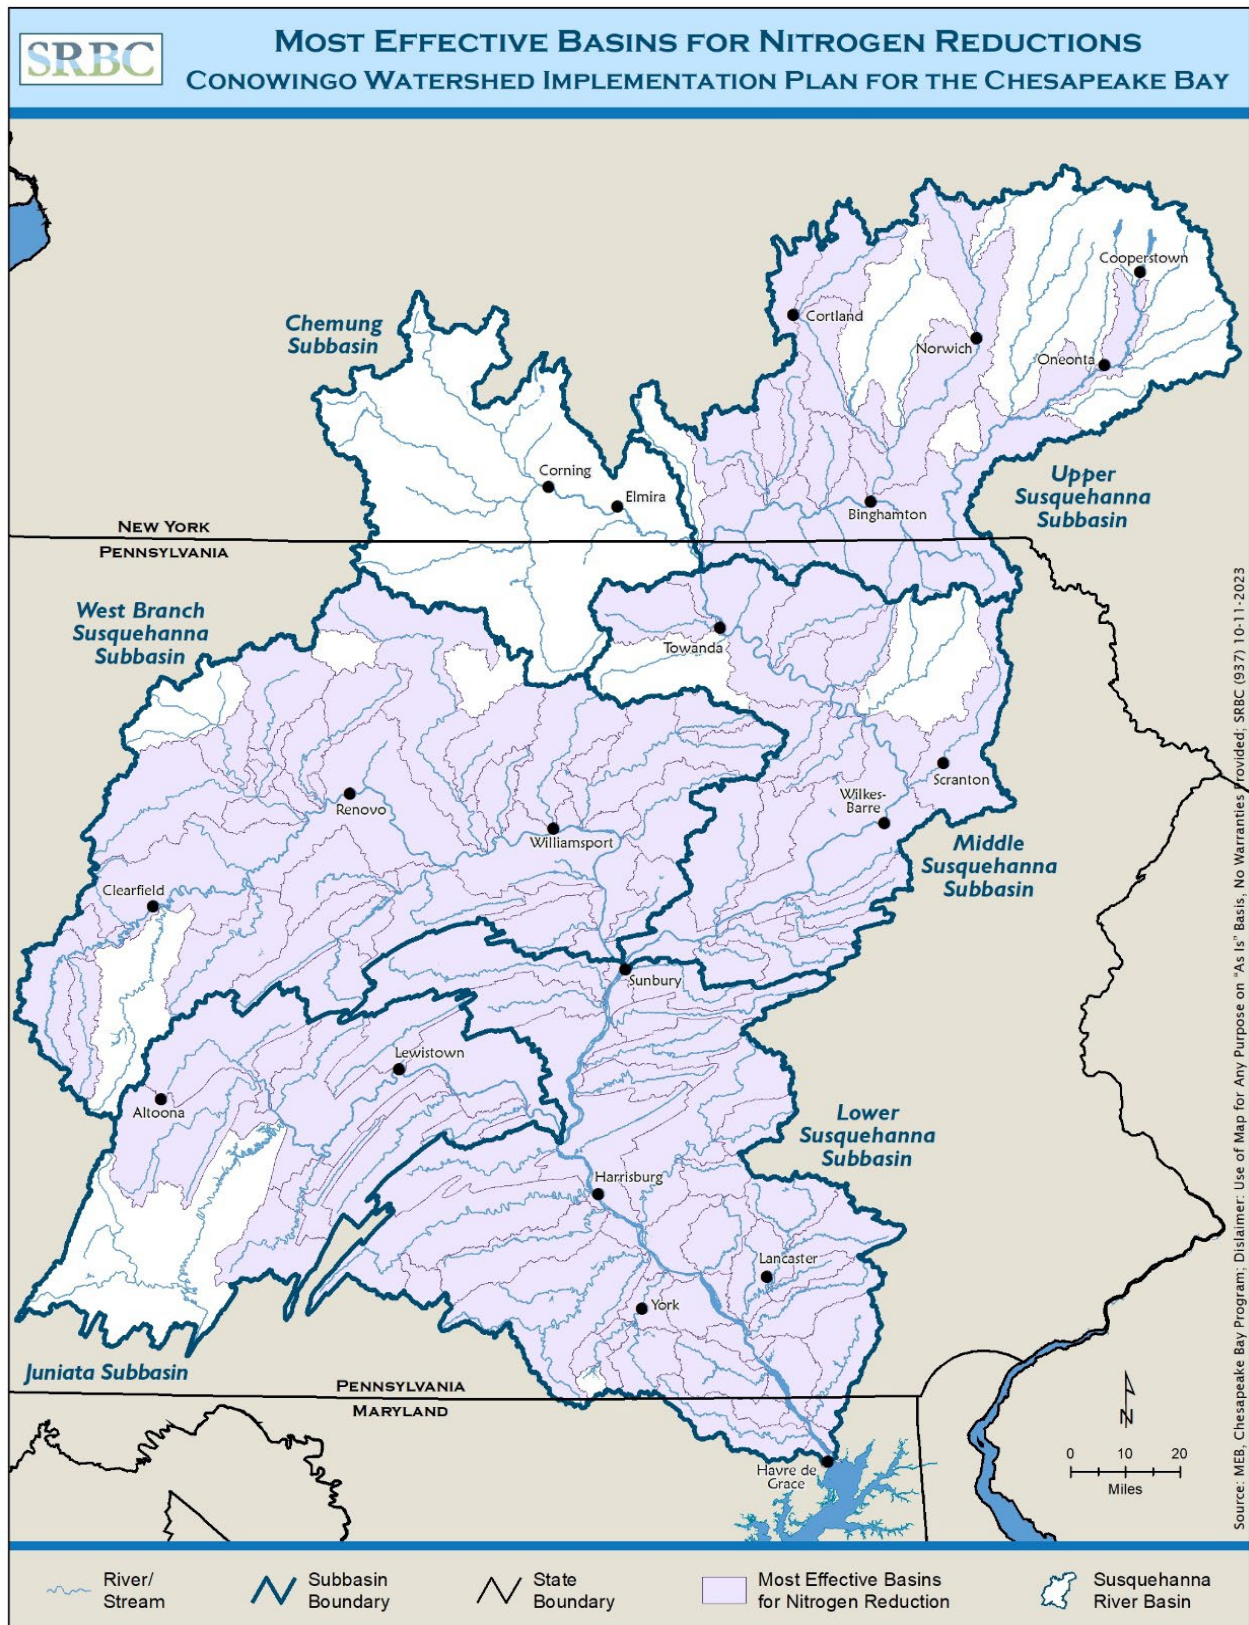 SRBC
MOST EFFECTIVE BASINS FOR NITROGEN REDUCTIONS
CONOWINGO WATERSHED IMPLEMENTATION PLAN FOR THE CHESAPEAKE BAY
Cooperstown
Chemung
Subbasin
Cortland
Norwich
Oneonta
Corning
Elmira
Upper
Susquehanna
Subbasin
Binghamton
NEW YORK
PENNSYLVANIA
West Branch
Susquehanna
Subbasin
Towanda
Scranton
Renovo
Wilkes-
Barre
Williamsport
Middle
Susquehanna
Subbasin
Clearfield
Sunbury
Lewistown
Altoona
Lower
Susquehanna
Subbasin
Harrisburg
Lancaster
York
Juniata Subbasin
PENNSYLVANIA
MARYLAND
Havre de
Grace
N
0 10 20
Miles
Source: MEB, Chesapeake Bay Program; Disclaimer: Use of Map for Any Purpose on "As Is" Basis, No Warranties Provided; SRBC (937) 10-11-2023
River/
Stream
Subbasin
Boundary
State
Boundary
Most Effective Basins
for Nitrogen Reduction
Susquehanna
River Basin